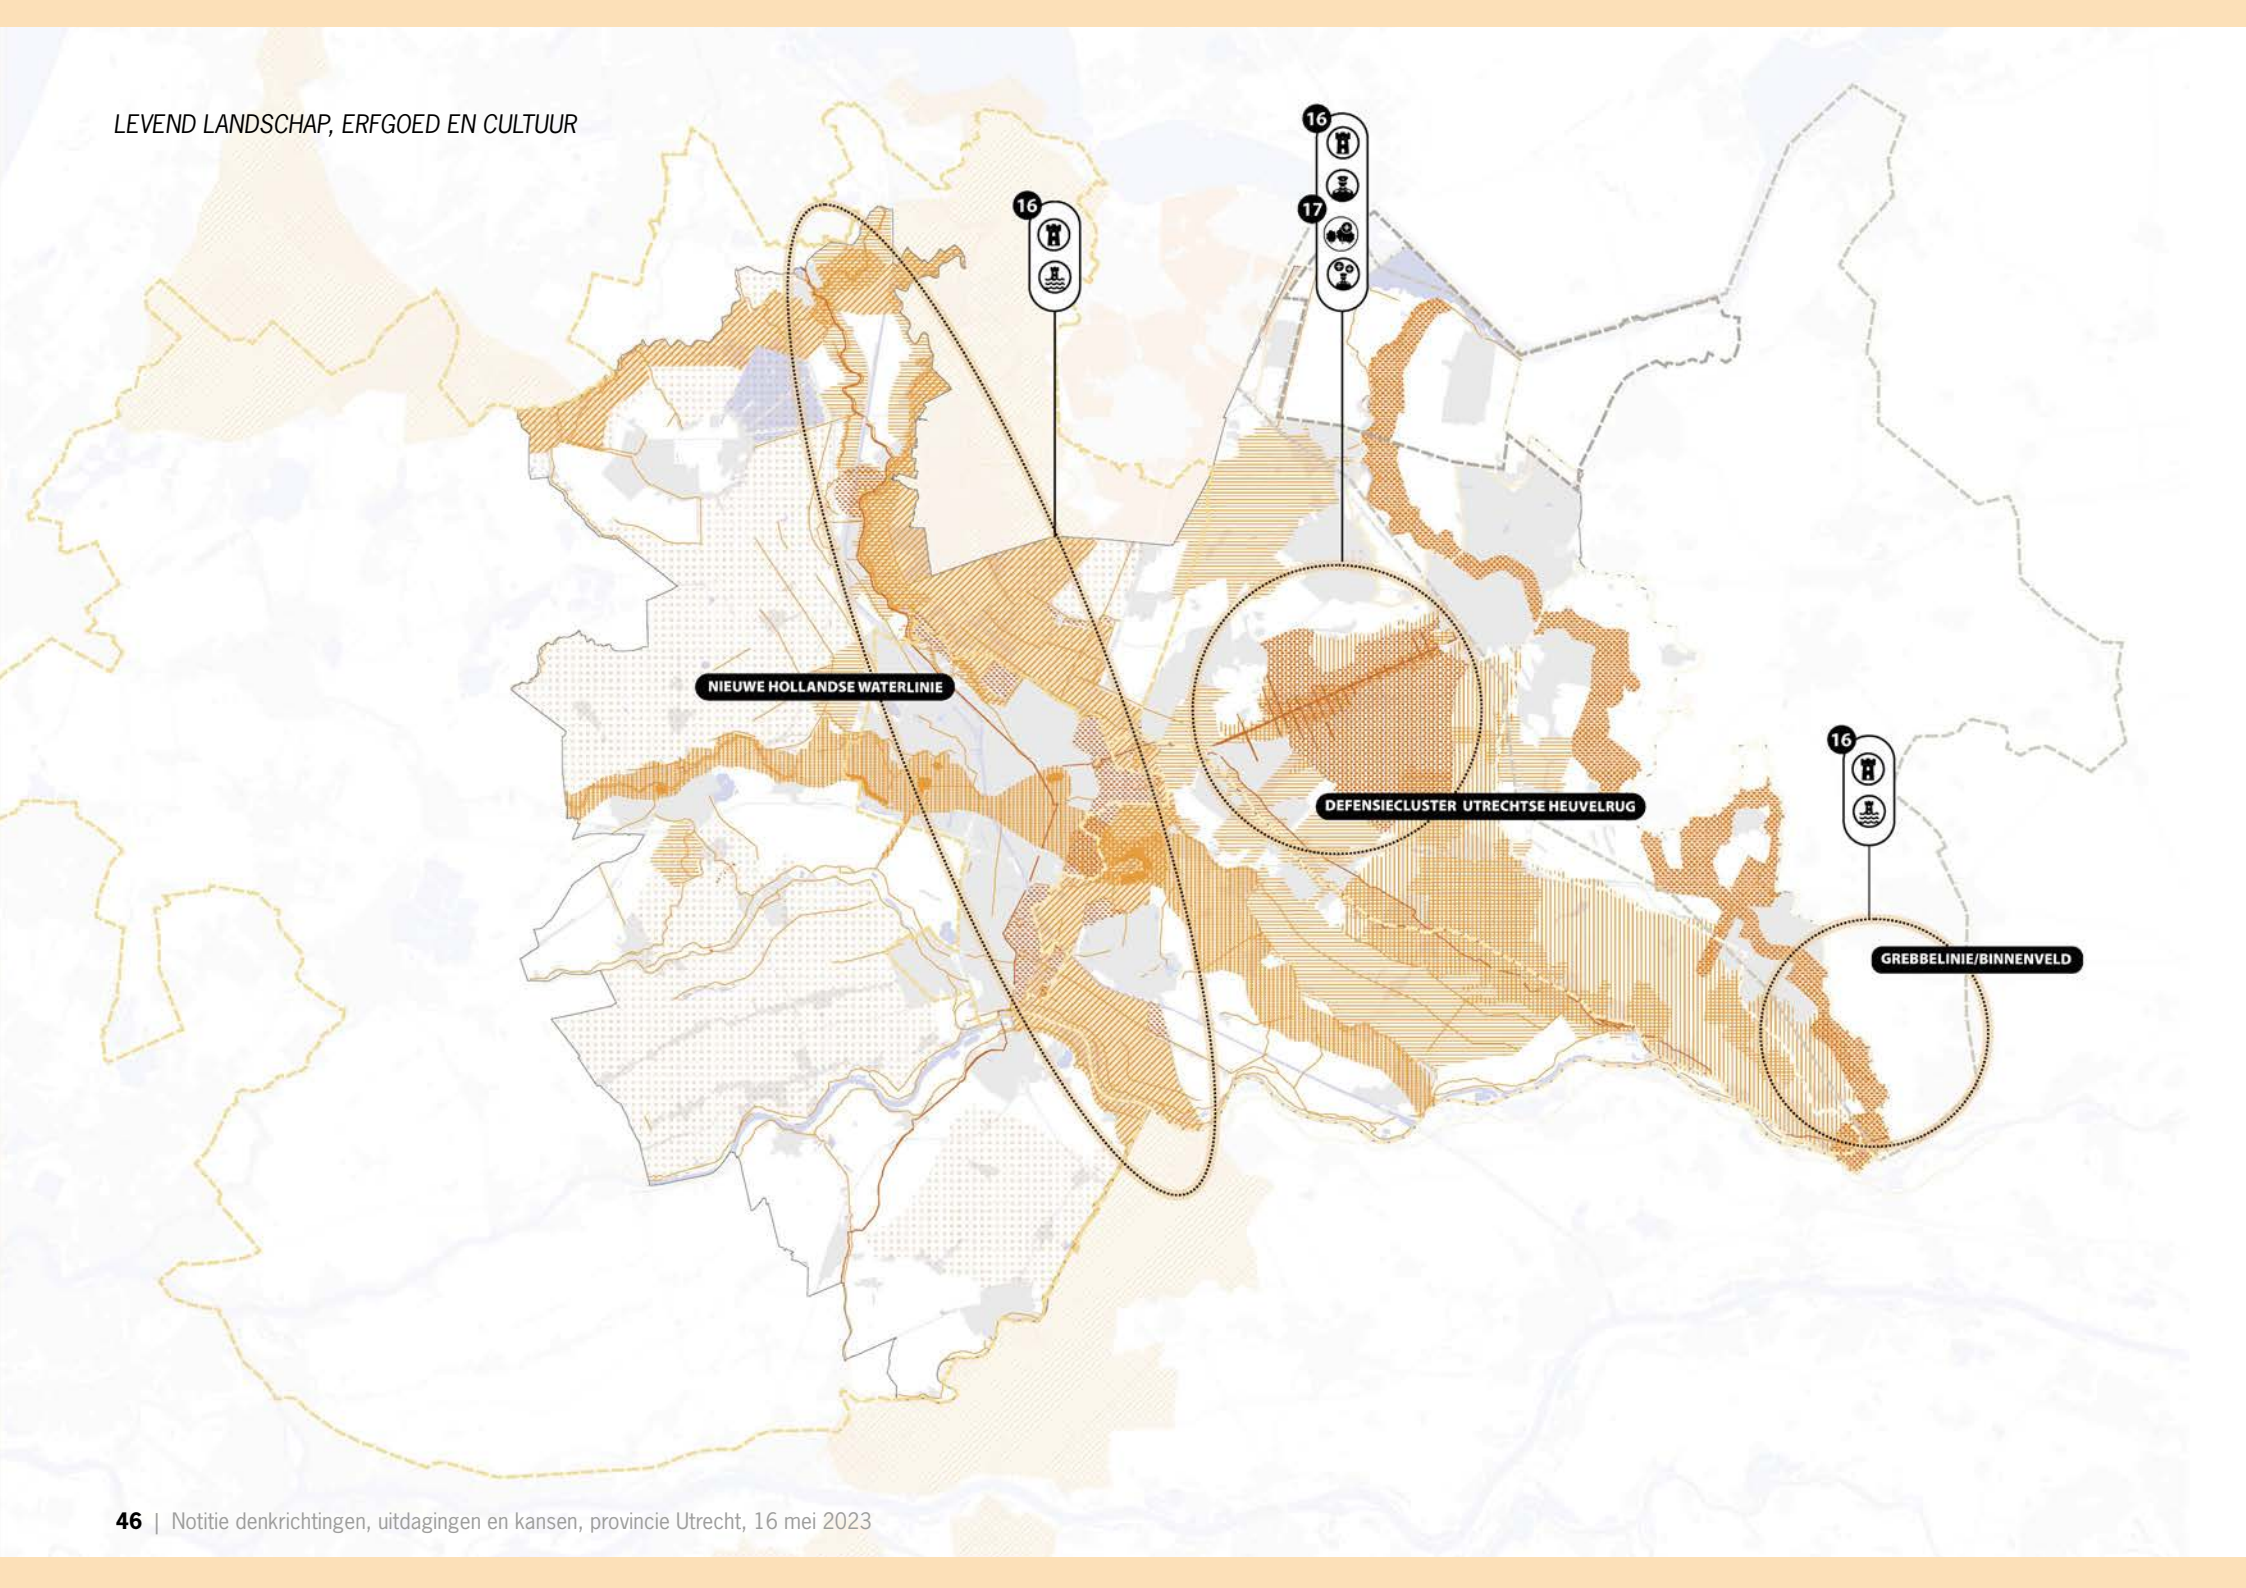 LEVEND LANDSCHAP, ERFGOED EN CULTUUR
16
17
16
NIEUWE HOLLANDSE WATERLINIE
16
DEFENSIECLUSTER UTRECHTSE HEUVELRUG
GREBBELINIE/BINNENVELD
46 | Notitie denkrichtingen, uitdagingen en kansen, provincie Utrecht, 16 mei 2023